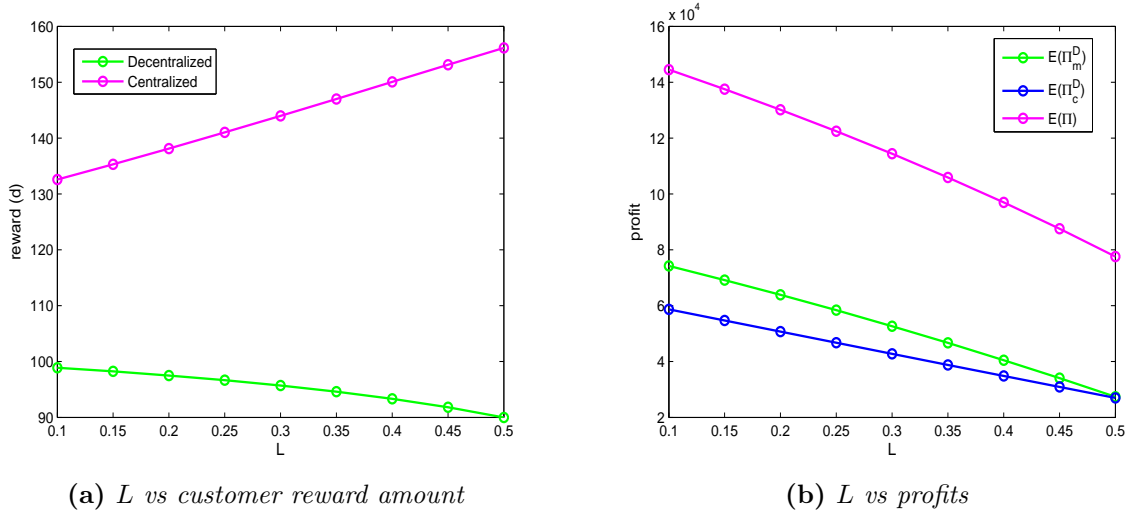 160
150
140
130
120
110
100
90
reward (d)
Decentralized
Centralized
0.1 0.15 0.2 0.25 0.3 0.35 0.4 0.45 0.5
L
(a) L vs customer reward amount
x 10⁴
16
14
12
10
8
6
4
2
profit
E(Π_m^D)
E(Π_c^D)
E(Π)
0.1 0.15 0.2 0.25 0.3 0.35 0.4 0.45 0.5
L
(b) L vs profits